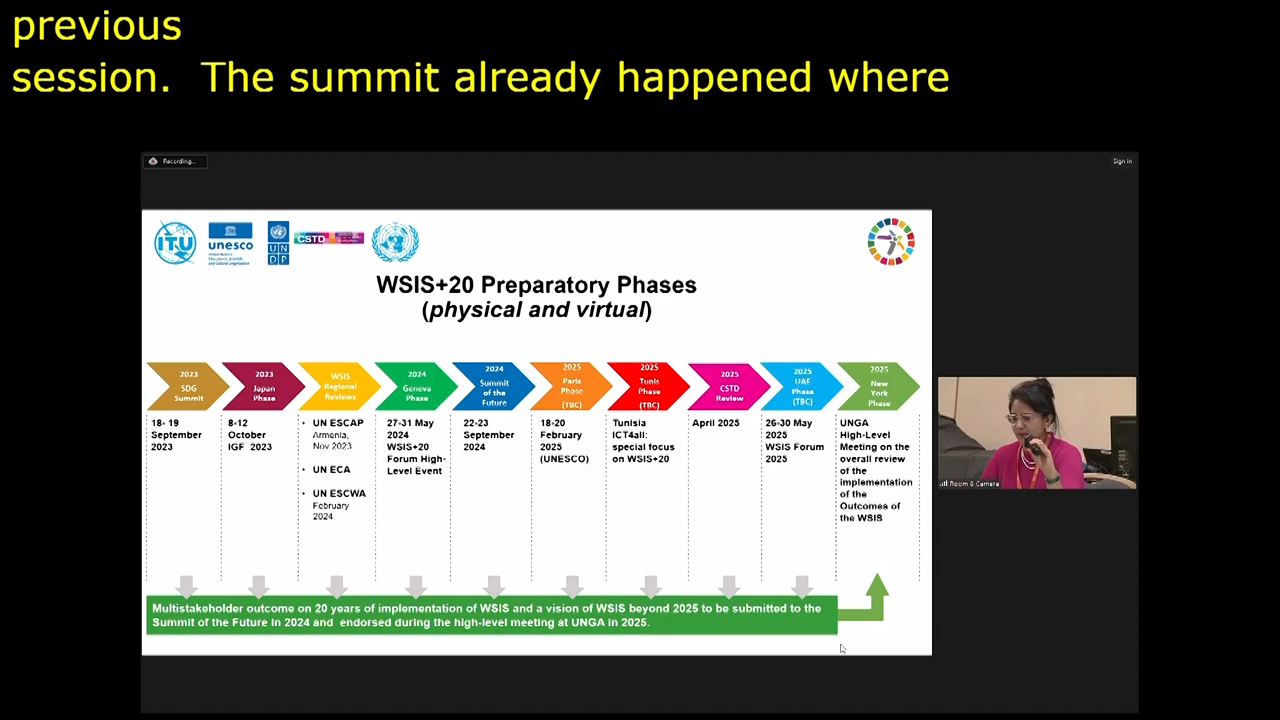 previous
session. The summit already happened where
Recording...
Sign in
ITU
unesco
UN
DP
CSTD
WSIS+20 Preparatory Phases
(physical and virtual)
2023
SDG
Summit
2023
Japan
Phase
WSIS
Regional
Reviews
2024
Geneva
Phase
2024
Summit
of the
Future
2025
Paris
Phase
(TBC)
2025
Tunis
Phase
(TBC)
2025
CSTD
Review
2025
UAE
Phase
(TBC)
2025
New
York
Phase
18- 19
September
2023
8-12
October
IGF 2023
• UN ESCAP
Armenia,
Nov 2023
• UN ECA
• UN ESCWA
February
2024
27-31 May
2024
WSIS+20
Forum High-
Level Event
22-23
September
2024
18-20
February
2025
(UNESCO)
Tunisia
ICT4all:
special focus
on WSIS+20
April 2025
26-30 May
2025
WSIS Forum
2025
UNGA
High-Level
Meeting on the
overall review
of the
implementation
of the
Outcomes of
the WSIS
Multistakeholder outcome on 20 years of implementation of WSIS and a vision of WSIS beyond 2025 to be submitted to the
Summit of the Future in 2024 and endorsed during the high-level meeting at UNGA in 2025.
Room 6 Camera